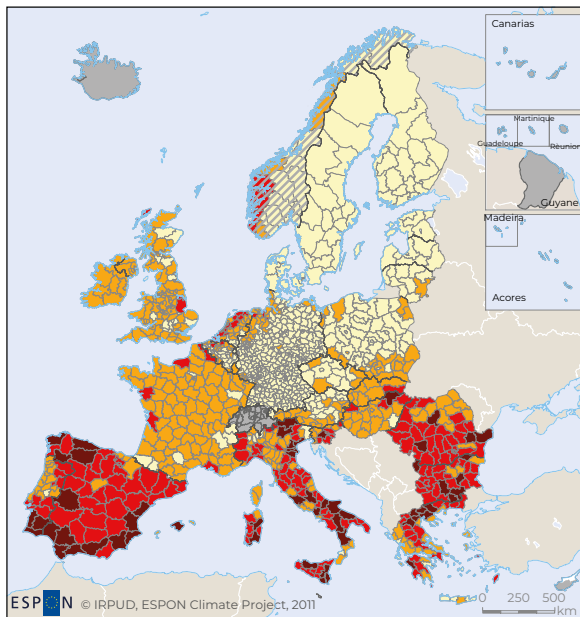 Canarias
Martinique
Guadeloupe
Réunion
Guyane
Madeira
Acores
ESPON © IRPUD, ESPON Climate Project, 2011
0 250 500
km